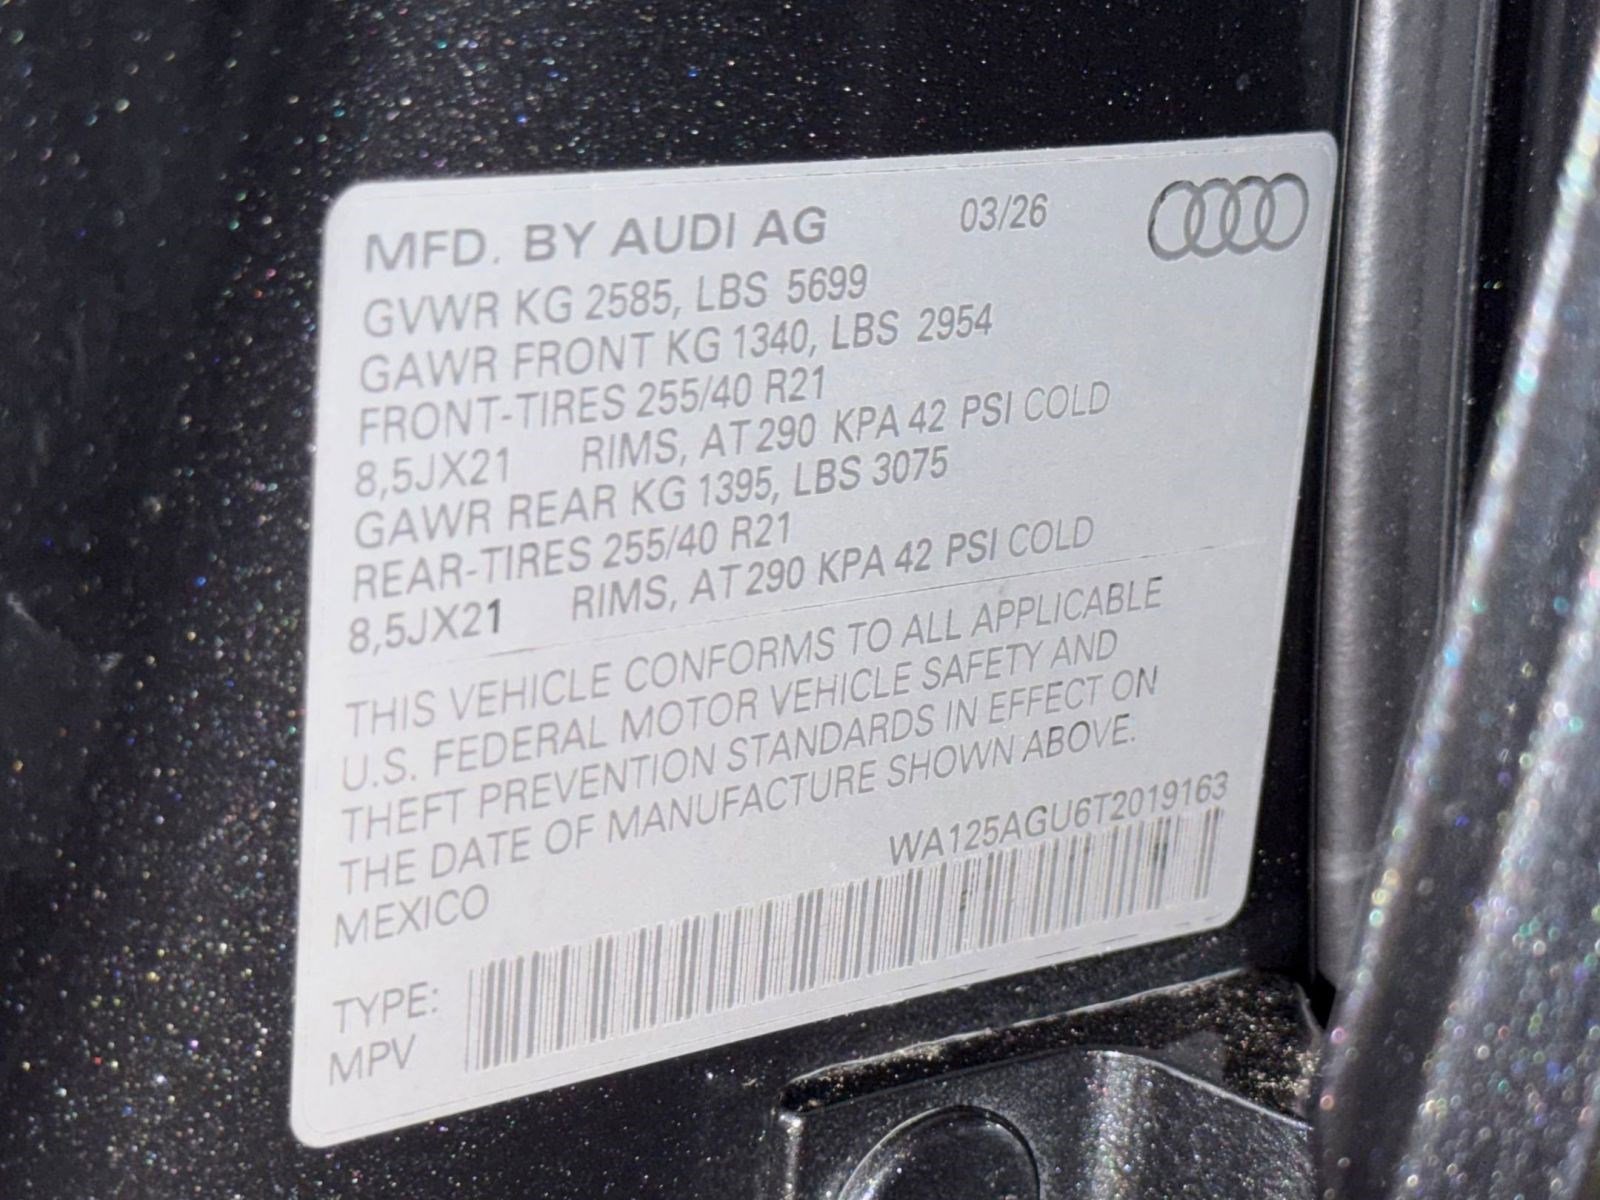 MFD. BY AUDI AG 03/26
GVWR KG 2585, LBS 5699
GAWR FRONT KG 1340, LBS 2954
FRONT-TIRES 255/40 R21
8,5JX21 RIMS, AT 290 KPA 42 PSI COLD
GAWR REAR KG 1395, LBS 3075
REAR-TIRES 255/40 R21
8,5JX21 RIMS, AT 290 KPA 42 PSI COLD
THIS VEHICLE CONFORMS TO ALL APPLICABLE
U.S. FEDERAL MOTOR VEHICLE SAFETY AND
THEFT PREVENTION STANDARDS IN EFFECT ON
THE DATE OF MANUFACTURE SHOWN ABOVE.
MEXICO
WA125AGU6T2019163
TYPE:
MPV